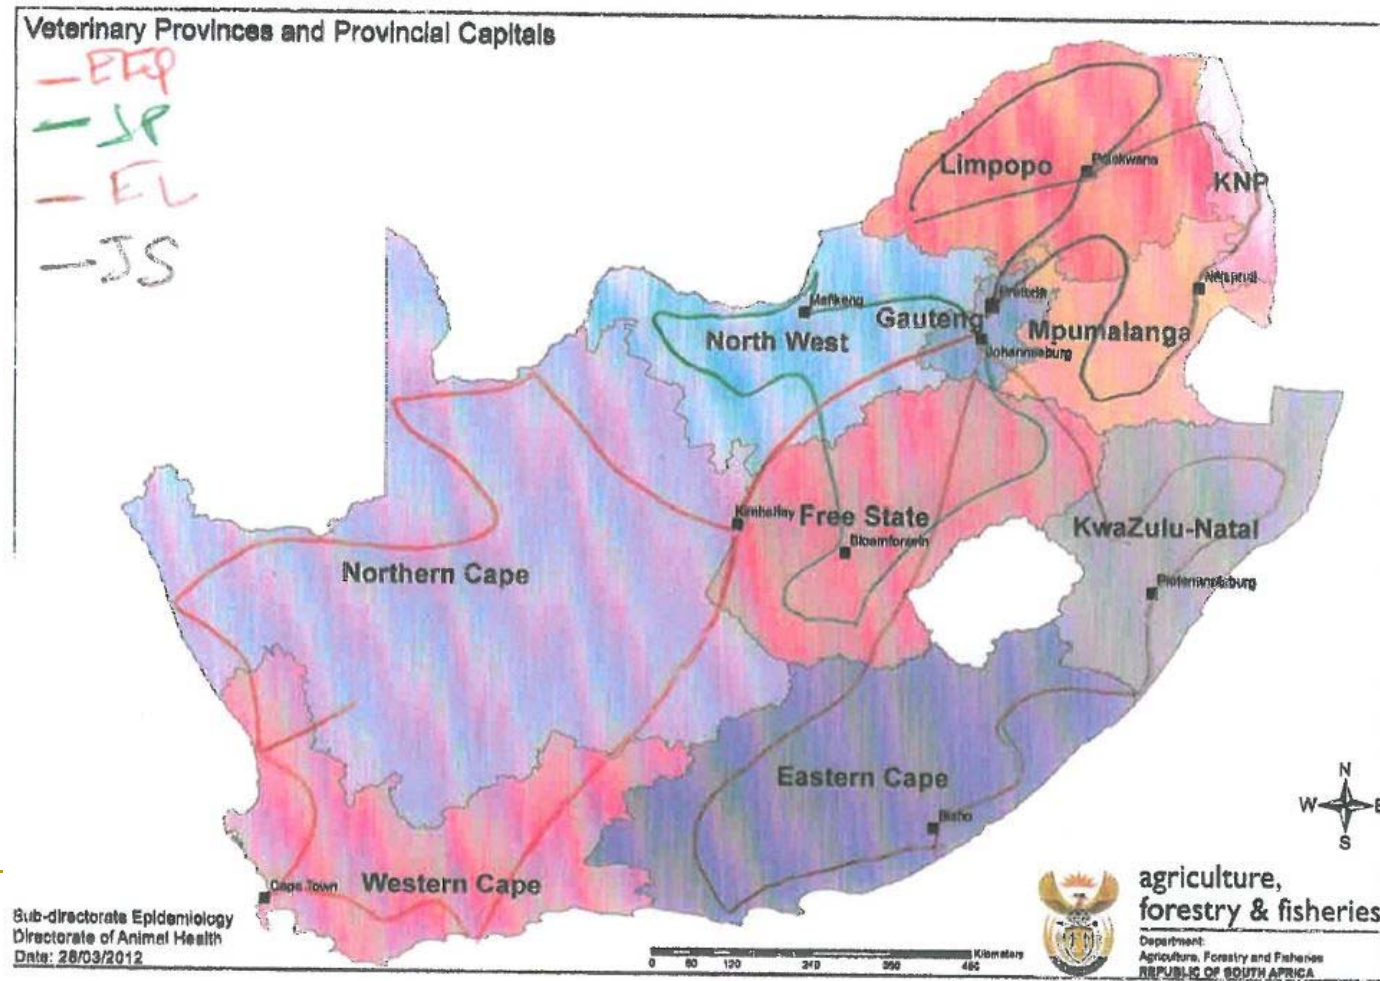 Veterinary Provinces and Provincial Capitals
— EFP
— JP
— EL
— JS
Limpopo
Polokwane
KNP
Nelspruit
Mafikeng
Pretoria
Gauteng
Mpumalanga
North West
Johannesburg
Kimberley
Free State
KwaZulu-Natal
Bloemfontein
Northern Cape
Pietermaritzburg
Eastern Cape
Bisho
Cape Town
Western Cape
N
W
E
S
Sub-directorate Epidemiology
Directorate of Animal Health
Date: 28/03/2012
Kilometers
0 60 120 240 360 480
agriculture,
forestry & fisheries
Department:
Agriculture, Forestry and Fisheries
REPUBLIC OF SOUTH AFRICA